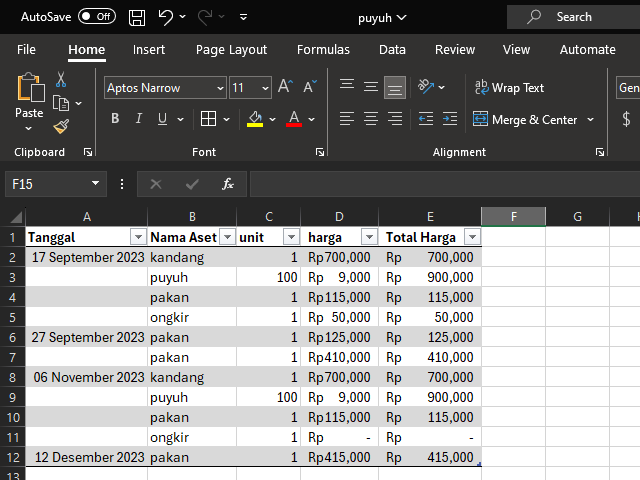 AutoSave Off puyuh Search
File Home Insert Page Layout Formulas Data Review View Automate
Paste Aptos Narrow 11 A A ab Wrap Text Gen
B I U A Merge & Center $
Clipboard Font Alignment
F15 fx
A B C D E F G
1 Tanggal Nama Aset unit harga Total Harga
2 17 September 2023 kandang 1 Rp700,000 Rp 700,000
3 puyuh 100 Rp 9,000 Rp 900,000
4 pakan 1 Rp115,000 Rp 115,000
5 ongkir 1 Rp 50,000 Rp 50,000
6 27 September 2023 pakan 1 Rp125,000 Rp 125,000
7 pakan 1 Rp410,000 Rp 410,000
8 06 November 2023 kandang 1 Rp700,000 Rp 700,000
9 puyuh 100 Rp 9,000 Rp 900,000
10 pakan 1 Rp115,000 Rp 115,000
11 ongkir 1 Rp - Rp -
12 12 Desember 2023 pakan 1 Rp415,000 Rp 415,000
13